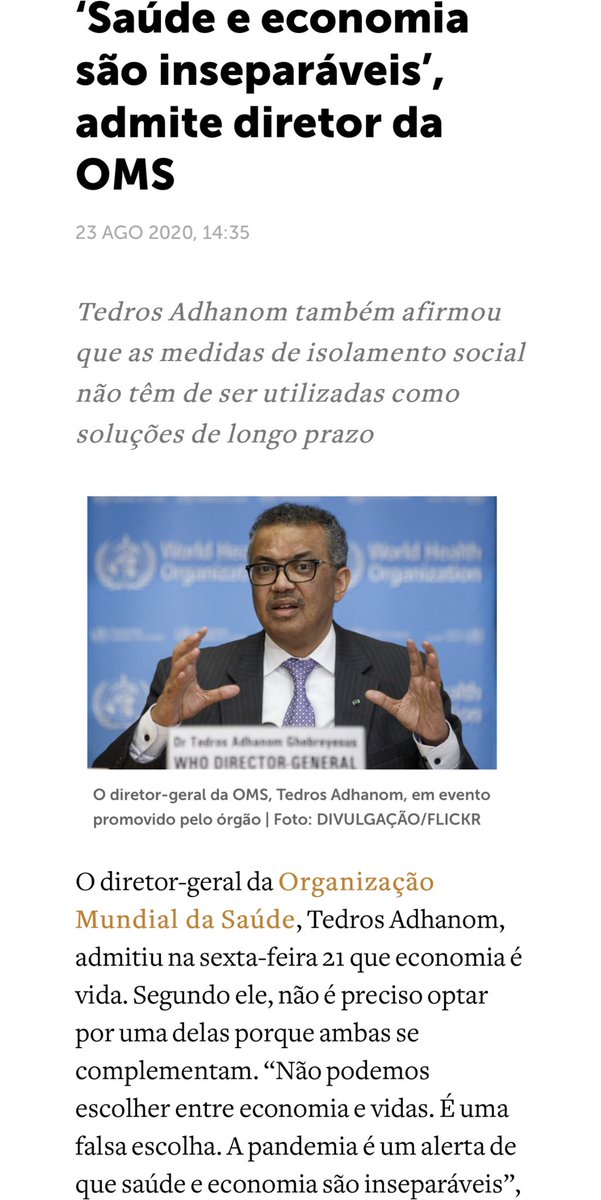 ‘Saúde e economia
são inseparáveis’,
admite diretor da
OMS
23 AGO 2020, 14:35
Tedros Adhanom também afirmou
que as medidas de isolamento social
não têm de ser utilizadas como
soluções de longo prazo
World Health
Organization
World Health
Organization
Dr Tedros Adhanom Ghebreyesus
WHO DIRECTOR-GENERAL
O diretor-geral da OMS, Tedros Adhanom, em evento
promovido pelo órgão | Foto: DIVULGAÇÃO/FLICKR
O diretor-geral da Organização
Mundial da Saúde, Tedros Adhanom,
admitiu na sexta-feira 21 que economia é
vida. Segundo ele, não é preciso optar
por uma delas porque ambas se
complementam. “Não podemos
escolher entre economia e vidas. É uma
falsa escolha. A pandemia é um alerta de
que saúde e economia são inseparáveis”,